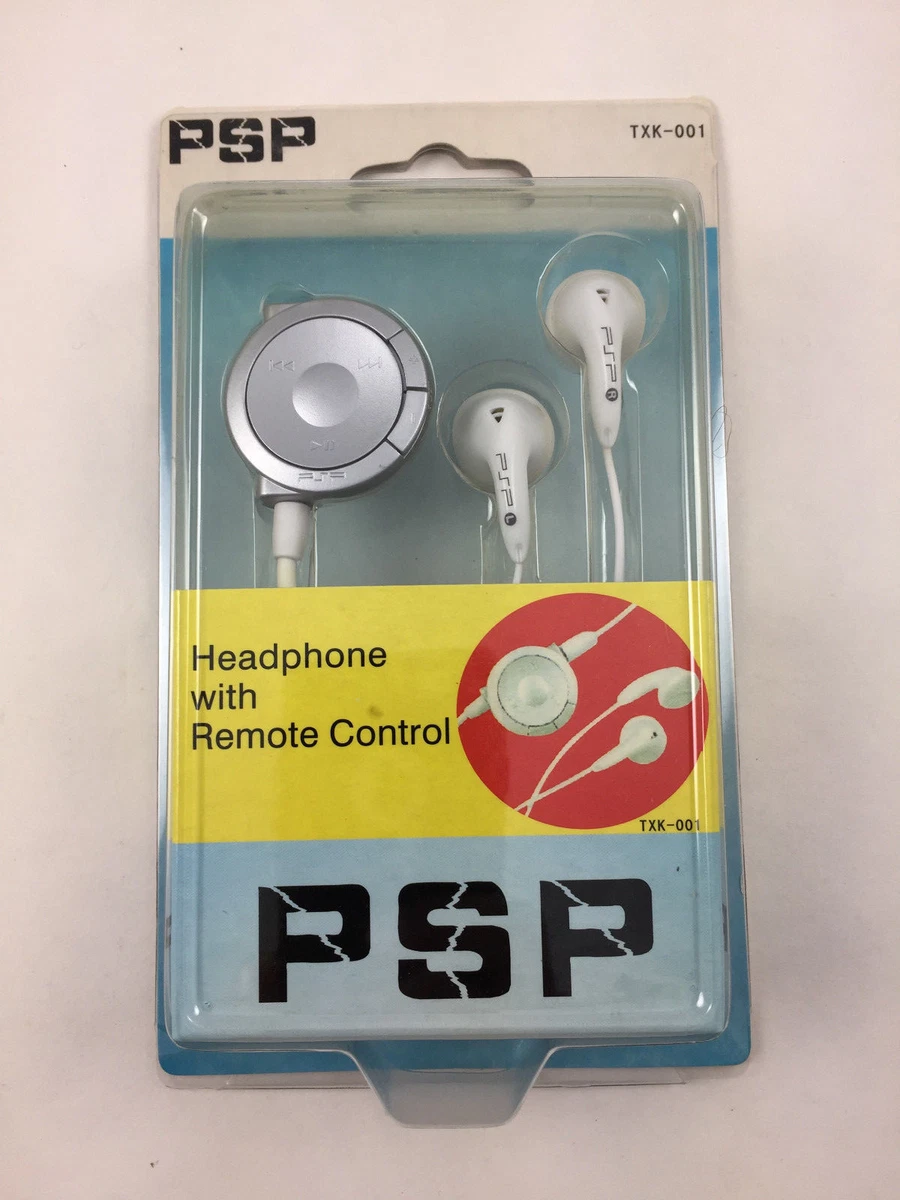 PSP
TXK-001
PSP
PSP R
PSP L
Headphone
with
Remote Control
TXK-001
PSP